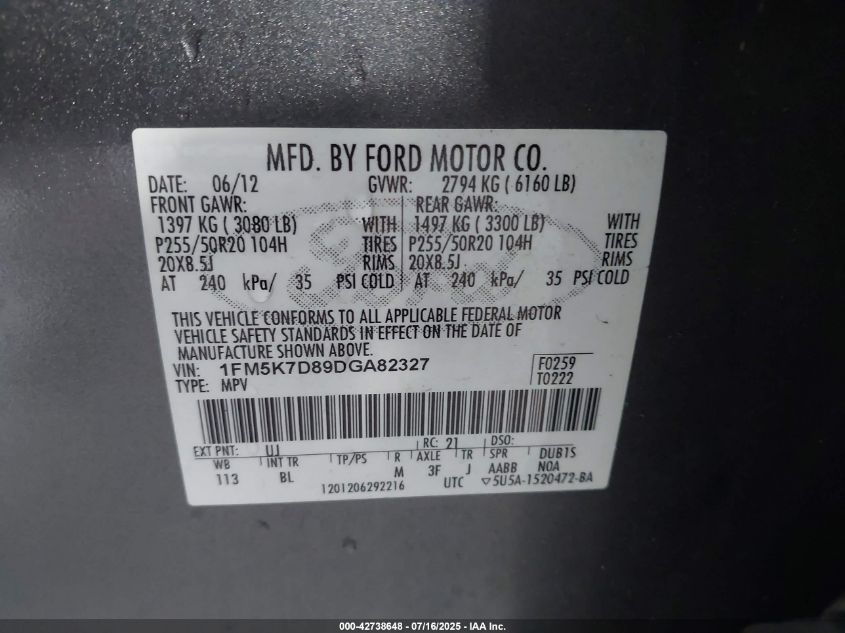 MFD. BY FORD MOTOR CO.
DATE: 06/12 GVWR: 2794 KG ( 6160 LB)
FRONT GAWR: REAR GAWR:
1397 KG ( 3080 LB) WITH 1497 KG ( 3300 LB) WITH
P255/50R20 104H TIRES P255/50R20 104H TIRES
20X8.5J RIMS 20X8.5J RIMS
AT 240 kPa/ 35 PSI COLD AT 240 kPa/ 35 PSI COLD
THIS VEHICLE CONFORMS TO ALL APPLICABLE FEDERAL MOTOR
VEHICLE SAFETY STANDARDS IN EFFECT ON THE DATE OF
MANUFACTURE SHOWN ABOVE.
VIN: 1FM5K7D89DGA82327 F0259
TYPE: MPV T0222
EXT PNT: UJ RC: 21 DSO:
WB INT TR TP/PS R AXLE TR SPR DUB1S
113 BL M 3F J AABB NOA
1201206292216 UTC ▽5U5A-1520472-BA
000-42738648 - 07/16/2025 - IAA Inc.